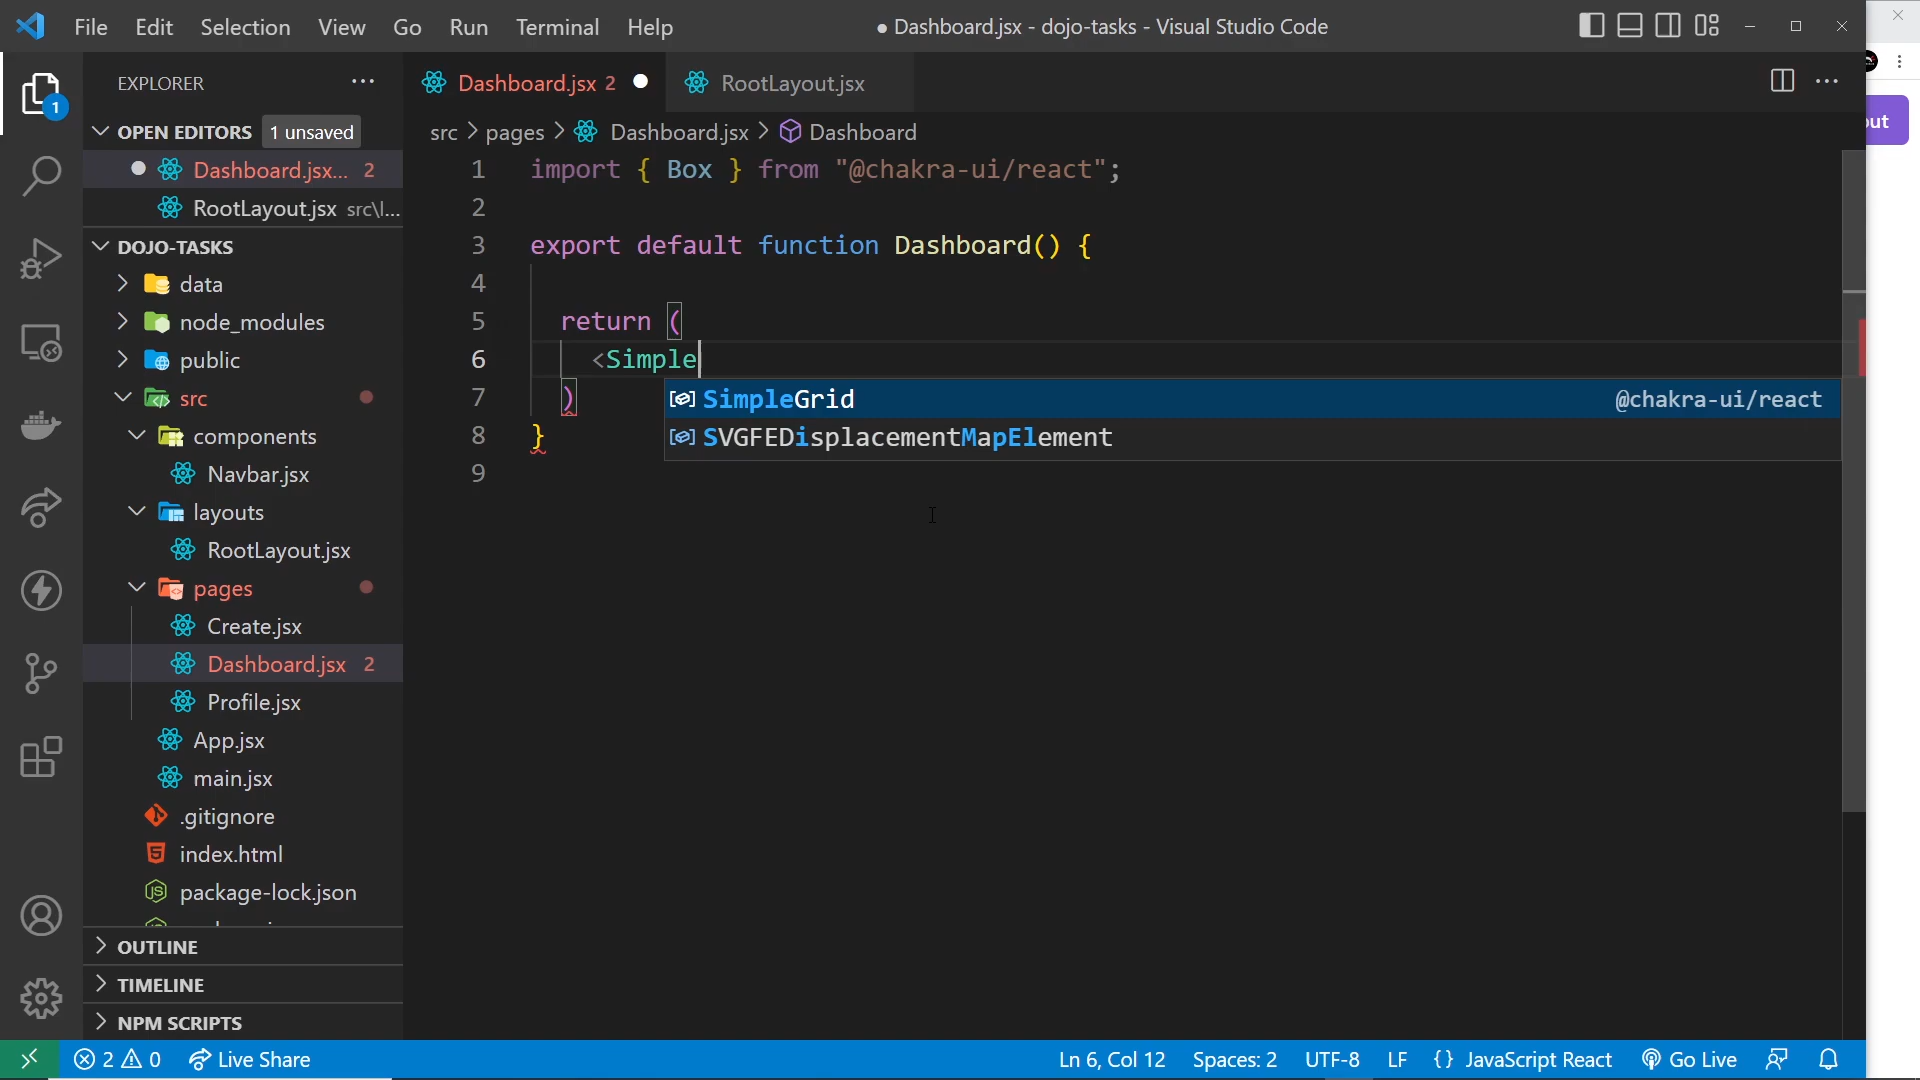 File Edit Selection View Go Run Terminal Help
● Dashboard.jsx - dojo-tasks - Visual Studio Code
EXPLORER
OPEN EDITORS 1 unsaved
Dashboard.jsx... 2
RootLayout.jsx src\l...
DOJO-TASKS
data
node_modules
public
src
components
Navbar.jsx
layouts
RootLayout.jsx
pages
Create.jsx
Dashboard.jsx 2
Profile.jsx
App.jsx
main.jsx
.gitignore
index.html
package-lock.json
OUTLINE
TIMELINE
NPM SCRIPTS
1
Dashboard.jsx 2
RootLayout.jsx
src > pages > Dashboard.jsx > Dashboard
1 import { Box } from "@chakra-ui/react";
2
3 export default function Dashboard() {
4
5 return (
6 <Simple
7 )
8 }
9
SimpleGrid @chakra-ui/react
SVGFEDisplacementMapElement
out
2 0 Live Share
Ln 6, Col 12 Spaces: 2 UTF-8 LF {} JavaScript React Go Live